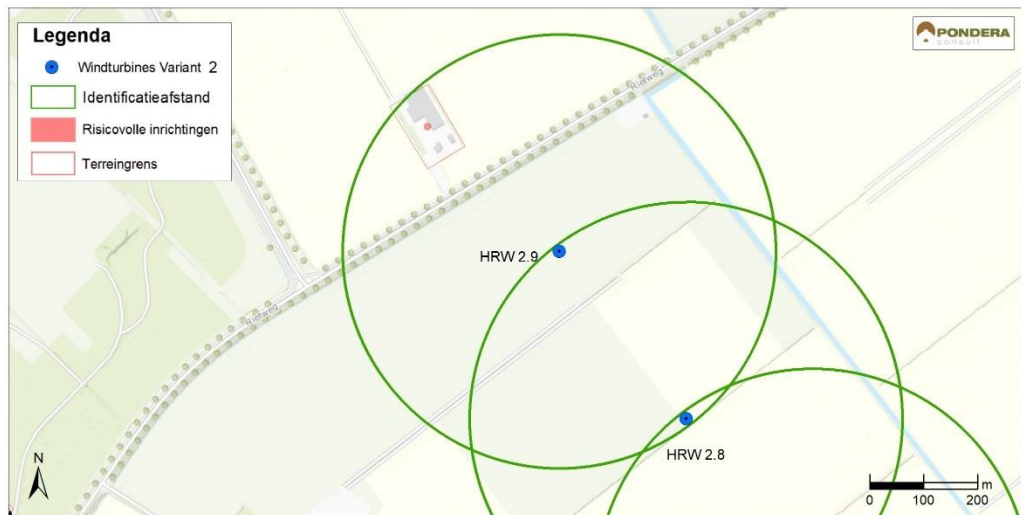 Legenda
Windturbines Variant 2
Identificatieafstand
Risicovolle inrichtingen
Terreingrens
PONDERA
consult
Rietweg
HRW 2.9
Rietweg
HRW 2.8
N
m
0 100 200